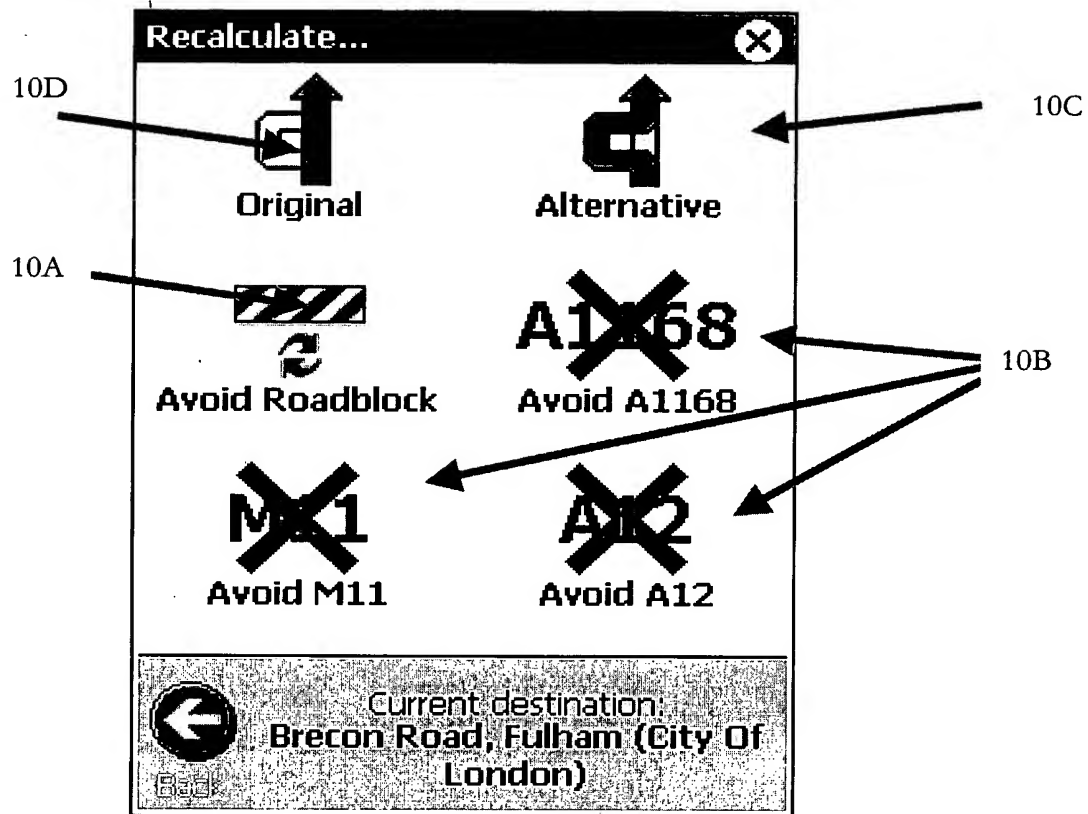 Recalculate...
10D
10C
Original
Alternative
10A
A1168
10B
Avoid Roadblock
Avoid A1168
M11
A12
Avoid M11
Avoid A12
Current destination:
Brecon Road, Fulham (City Of
London)
Back